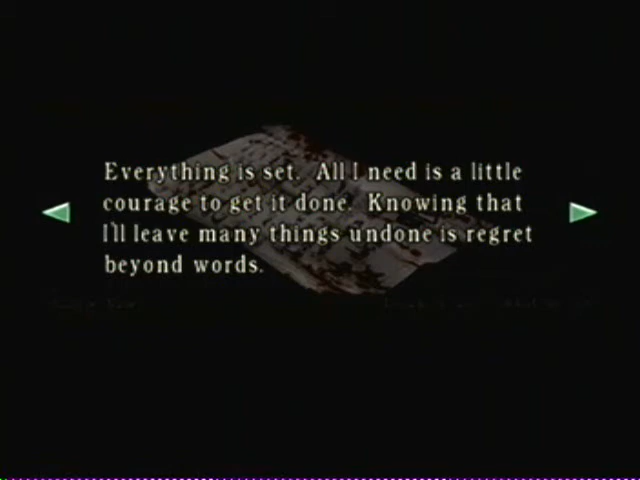 Everything is set. All I need is a little
courage to get it done. Knowing that
I'll leave many things undone is regret
beyond words.